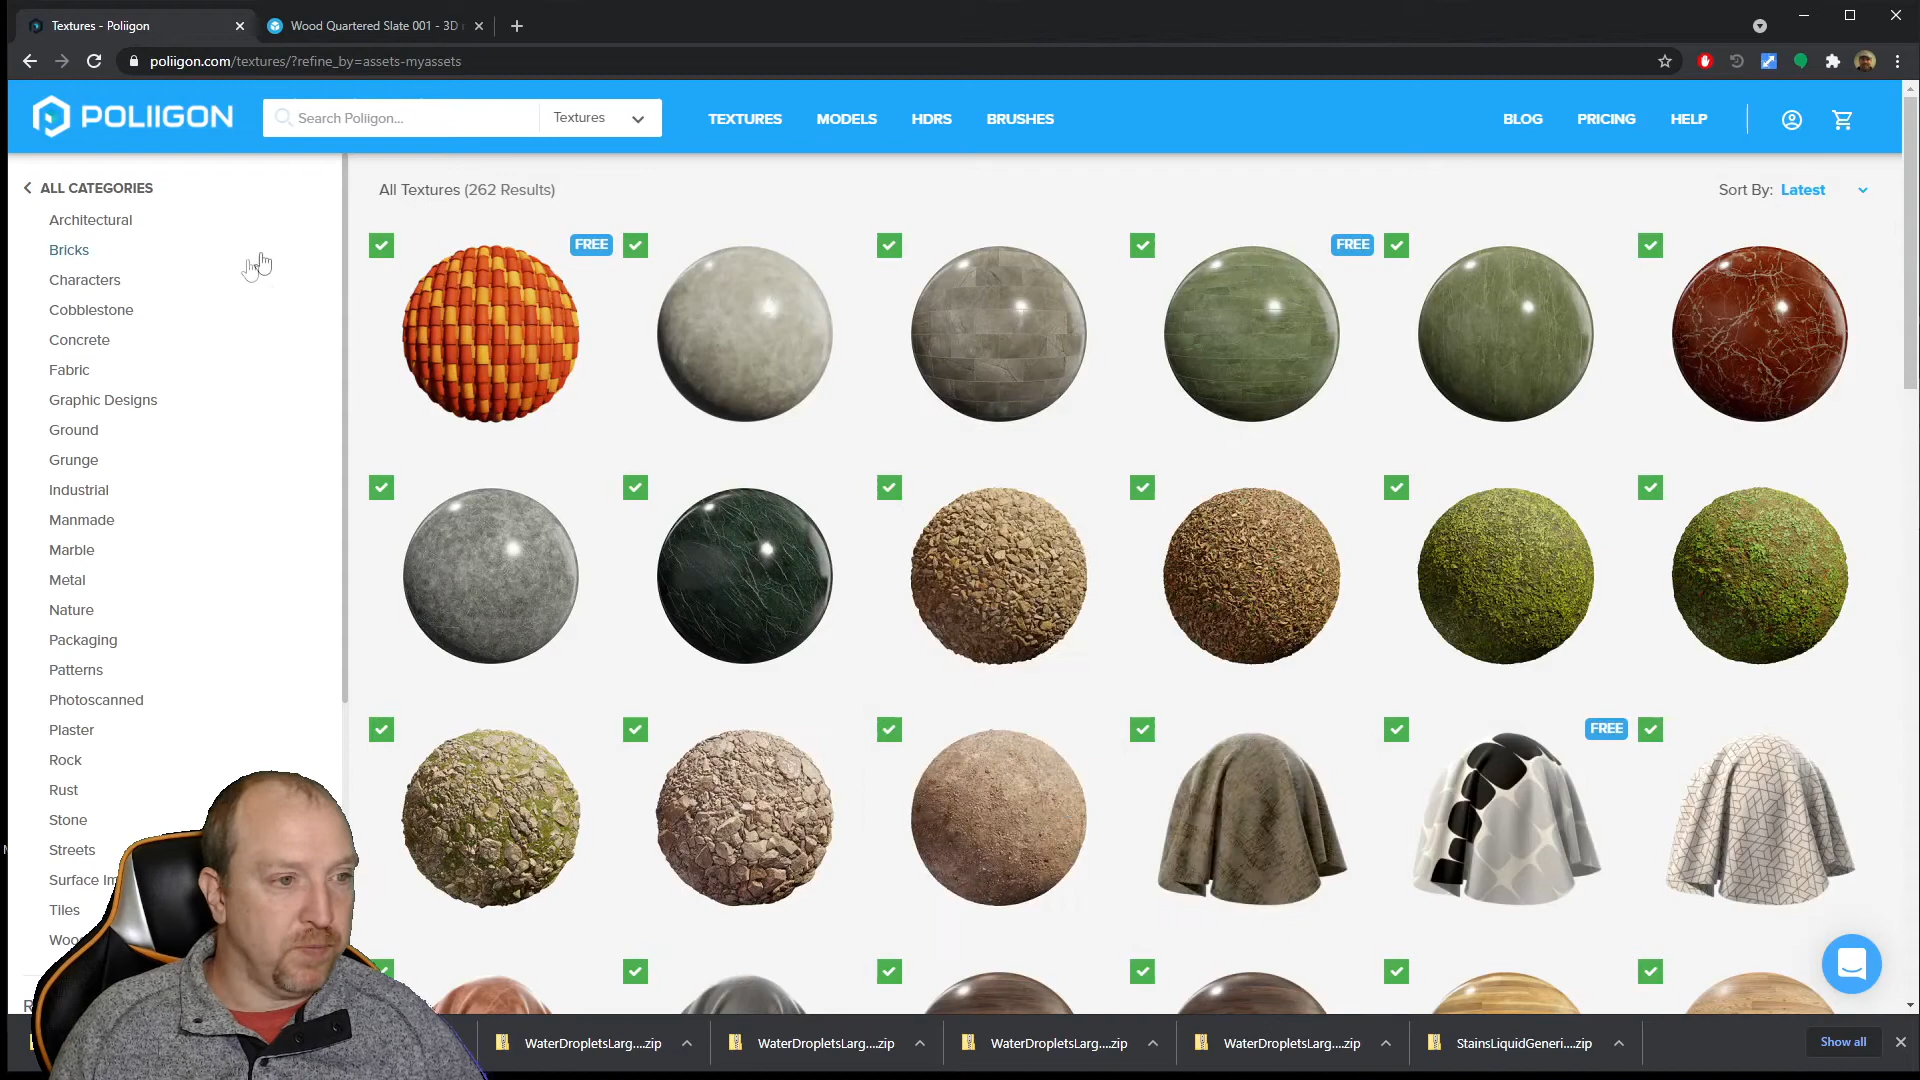 Textures - Poliigon
Wood Quartered Slate 001 - 3D
poliigon.com/textures/?refine_by=assets-myassets
POLIIGON
Search Poliigon...
Textures
TEXTURES
MODELS
HDRS
BRUSHES
BLOG
PRICING
HELP
ALL CATEGORIES
All Textures (262 Results)
Sort By: Latest
Architectural
Bricks
Characters
Cobblestone
Concrete
Fabric
Graphic Designs
Ground
Grunge
Industrial
Manmade
Marble
Metal
Nature
Packaging
Patterns
Photoscanned
Plaster
Rock
Rust
Stone
Streets
Surface Im
Tiles
Woo
FREE
FREE
FREE
WaterDropletsLarg....zip
WaterDropletsLarg....zip
WaterDropletsLarg....zip
WaterDropletsLarg....zip
StainsLiquidGeneri....zip
Show all